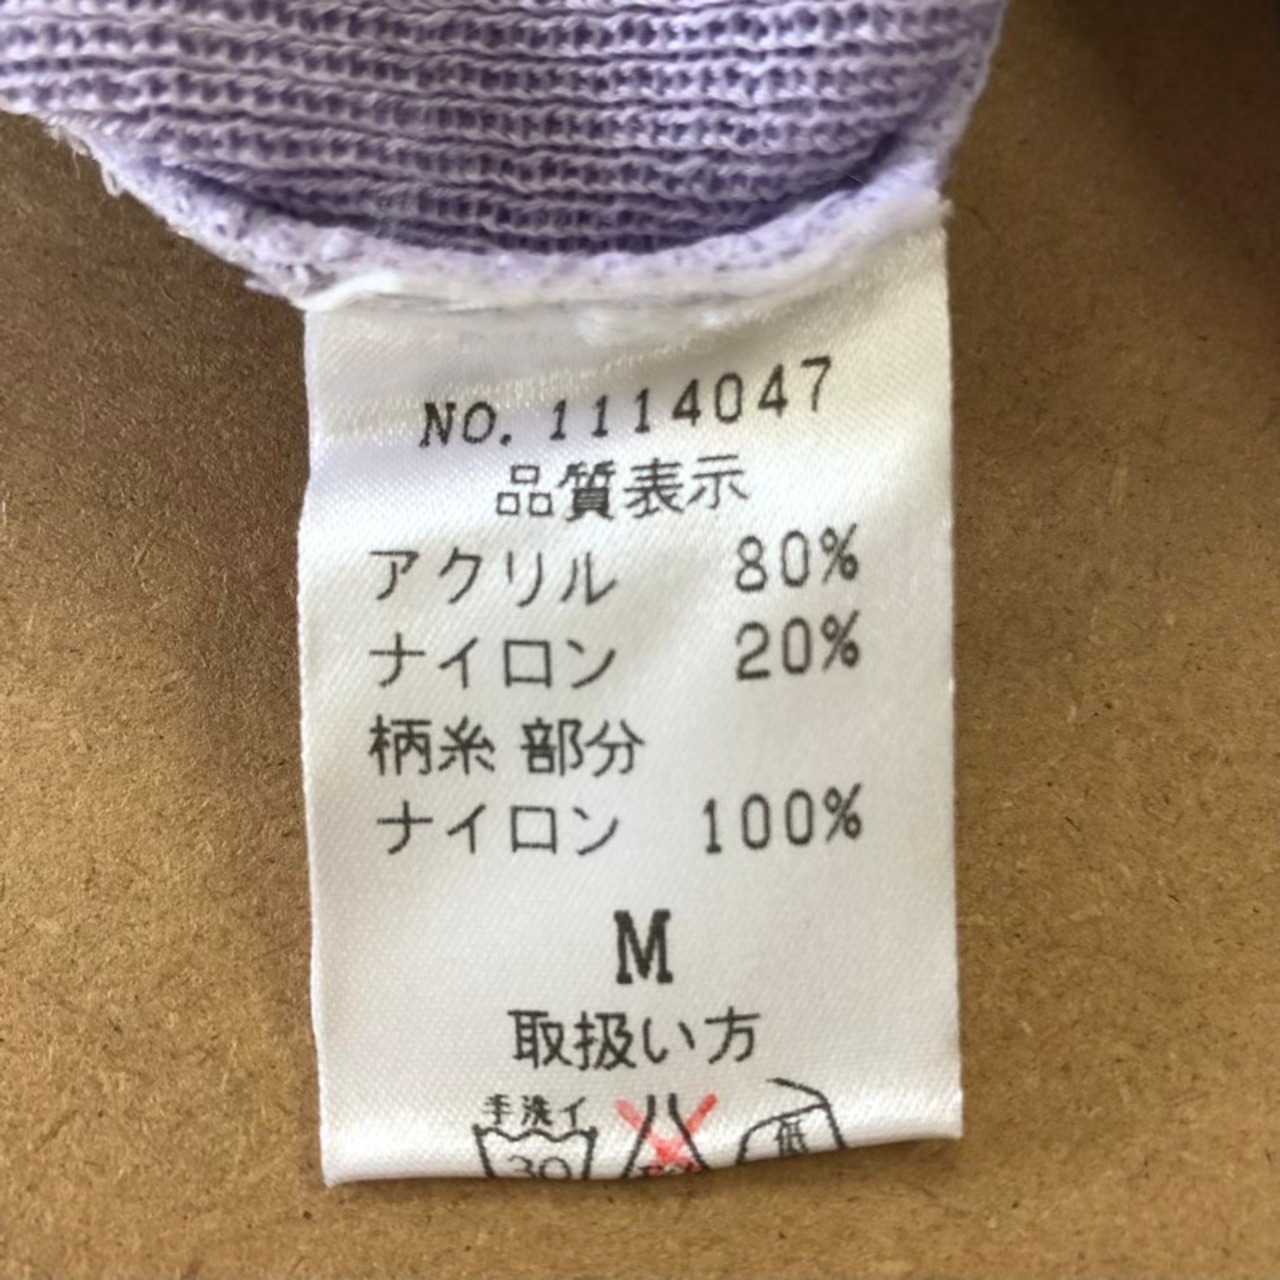 NO. 1114047
品質表示
アクリル 80%
ナイロン 20%
柄糸 部分
ナイロン 100%
M
取扱い方
手洗イ 低
30